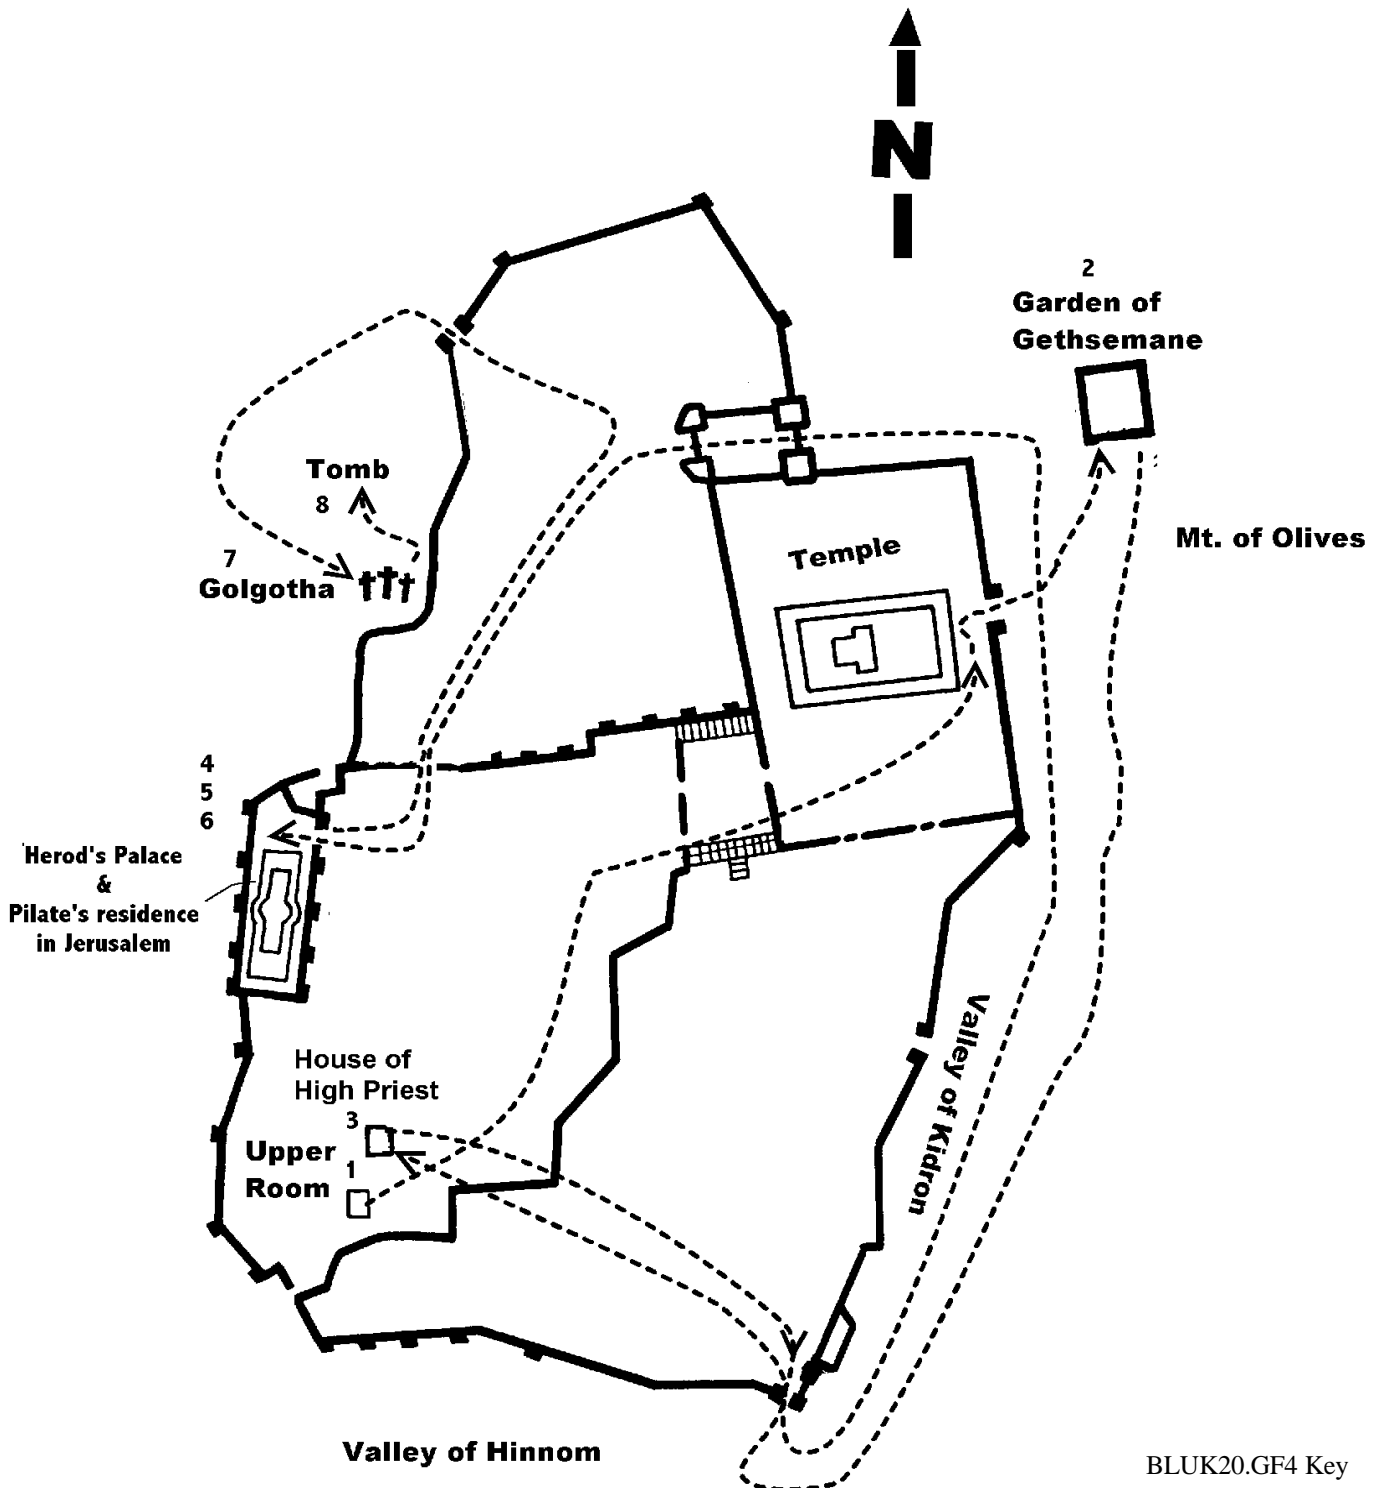 N
2
Garden of
Gethsemane
Tomb
8
7
Golgotha
Temple
Mt. of Olives
4
5
6
Herod's Palace
&
Pilate's residence
in Jerusalem
House of
High Priest
3
Upper
Room
1
Valley of Kidron
Valley of Hinnom
BLUK20.GF4 Key